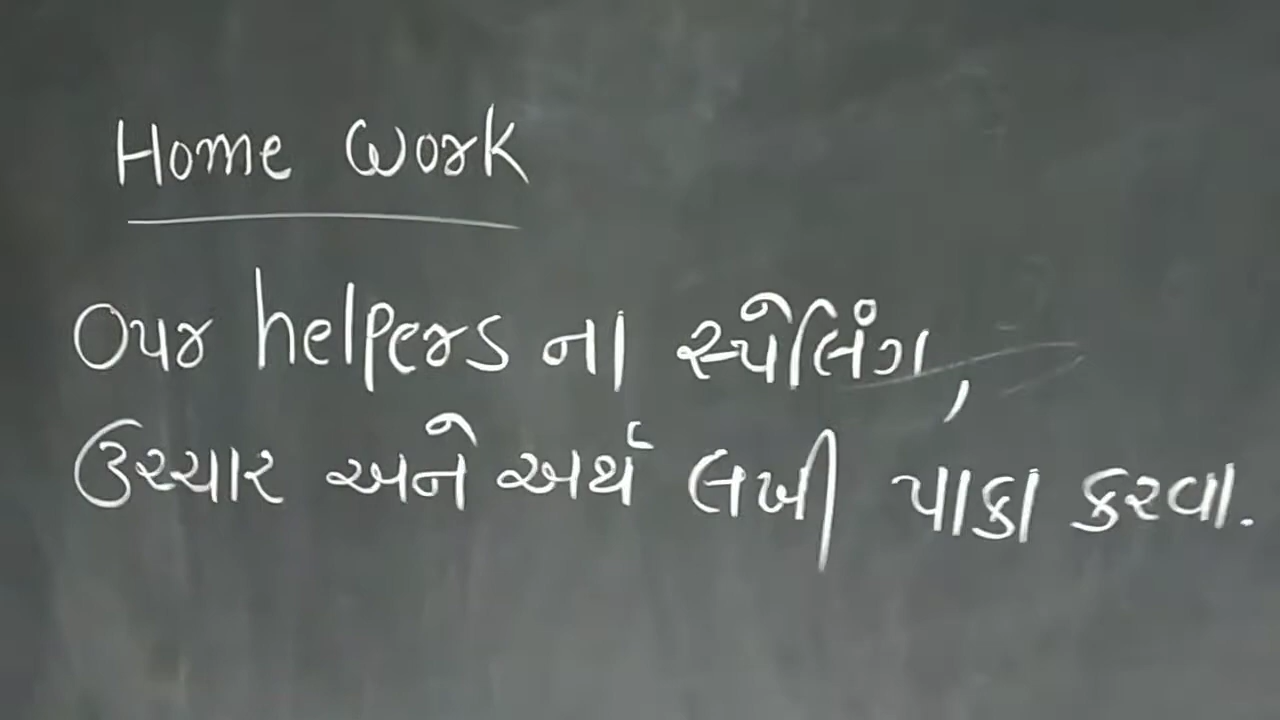 Home Work
Our helpers ના સ્પેલિંગ,
ઉચ્ચાર અને અર્થ લખી પાકા કરવા.